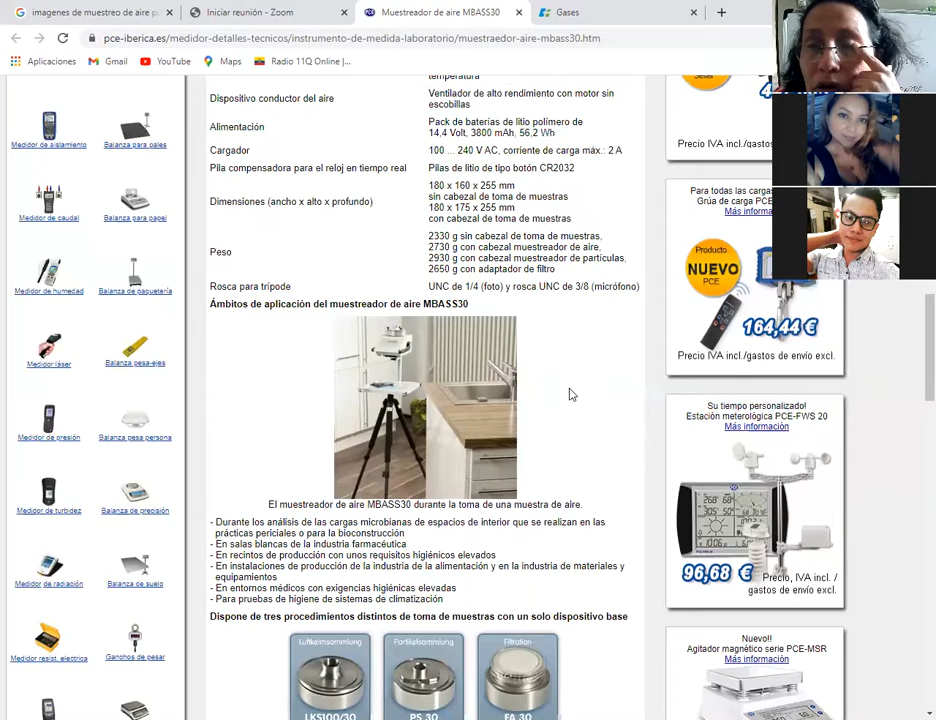 imagenes de muestreo de aire p
Iniciar reunión - Zoom
Muestreador de aire MBASS30
Gases
pce-iberica.es/medidor-detalles-tecnicos/instrumento-de-medida-laboratorio/muestraedor-aire-mbass30.htm
Aplicaciones
Gmail
YouTube
Maps
Radio 11Q Online |...
temperatura
Dispositivo conductor del aire
Ventilador de alto rendimiento con motor sin
escobillas
Alimentación
Pack de baterías de litio polímero de
14,4 Volt, 3800 mAh, 56,2 Wh
Cargador
100 ... 240 V AC, corriente de carga máx.: 2 A
Pila compensadora para el reloj en tiempo real
Pilas de litio de tipo botón CR2032
Dimensiones (ancho x alto x profundo)
180 x 160 x 255 mm
sin cabezal de toma de muestras
180 x 175 x 255 mm
con cabezal de toma de muestras
Peso
2330 g sin cabezal de toma de muestras,
2730 g con cabezal muestreador de aire,
2930 g con cabezal muestreador de partículas,
2650 g con adaptador de filtro
Rosca para trípode
UNC de 1/4 (foto) y rosca UNC de 3/8 (micrófono)
Ámbitos de aplicación del muestreador de aire MBASS30
El muestreador de aire MBASS30 durante la toma de una muestra de aire.
- Durante los análisis de las cargas microbianas de espacios de interior que se realizan en las
prácticas periciales o para la bioconstrucción
- En salas blancas de la industria farmacéutica
- En recintos de producción con unos requisitos higiénicos elevados
- En instalaciones de producción de la industria de la alimentación y en la industria de materiales y
equipamientos
- En entornos médicos con exigencias higiénicas elevadas
- Para pruebas de higiene de sistemas de climatización
Dispone de tres procedimientos distintos de toma de muestras con un solo dispositivo base
Luftkeimsammlung
Partikelsammlung
Filtration
LKS100/30
PS 30
FA 30
Medidor de aislamiento
Balanza para pales
Medidor de caudal
Balanza para papel
Medidor de humedad
Balanza de paquetería
Medidor láser
Balanza pesa-ejes
Medidor de presión
Balanza pesa persona
Medidor de turbidez
Balanza de precisión
Medidor de radiación
Balanza de suelo
Medidor resist. electrica
Ganchos de pesar
Precio IVA incl./gastos
Para todas las cargas
Grúa de carga PCE
Más informa
Producto
NUEVO
PCE
164,44 €
Precio IVA incl./gastos de envío excl.
Su tiempo personalizado!
Estación meterológica PCE-FWS 20
Más información
96,68 €
Precio, IVA incl. /
gastos de envío excl.
Nuevo!!
Agitador magnètico serie PCE-MSR
Más información